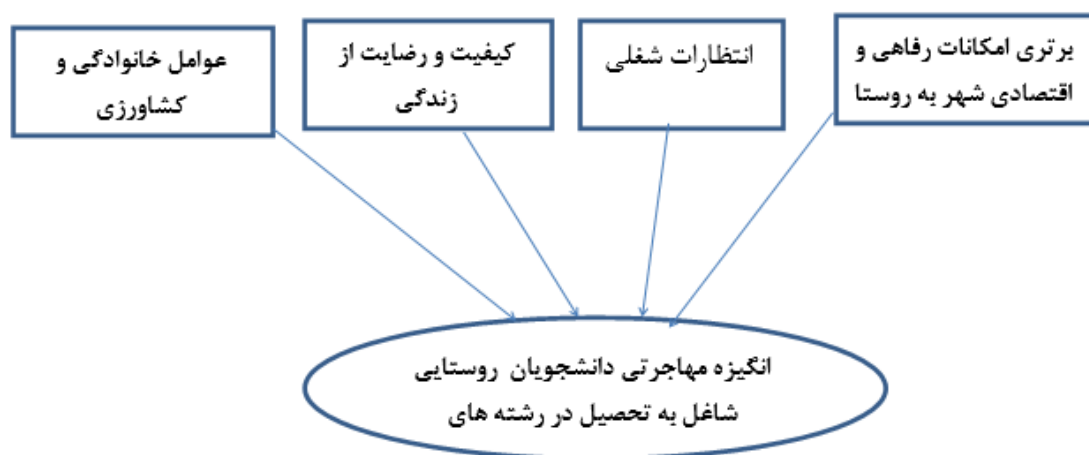 برتری امکانات رفاهی و
اقتصادی شهر به روستا
انتظارات شغلی
کیفیت و رضایت از
زندگی
عوامل خانوادگی و
کشاورزی
انگیزه مهاجرتی دانشجویان روستایی
شاغل به تحصیل در رشته های